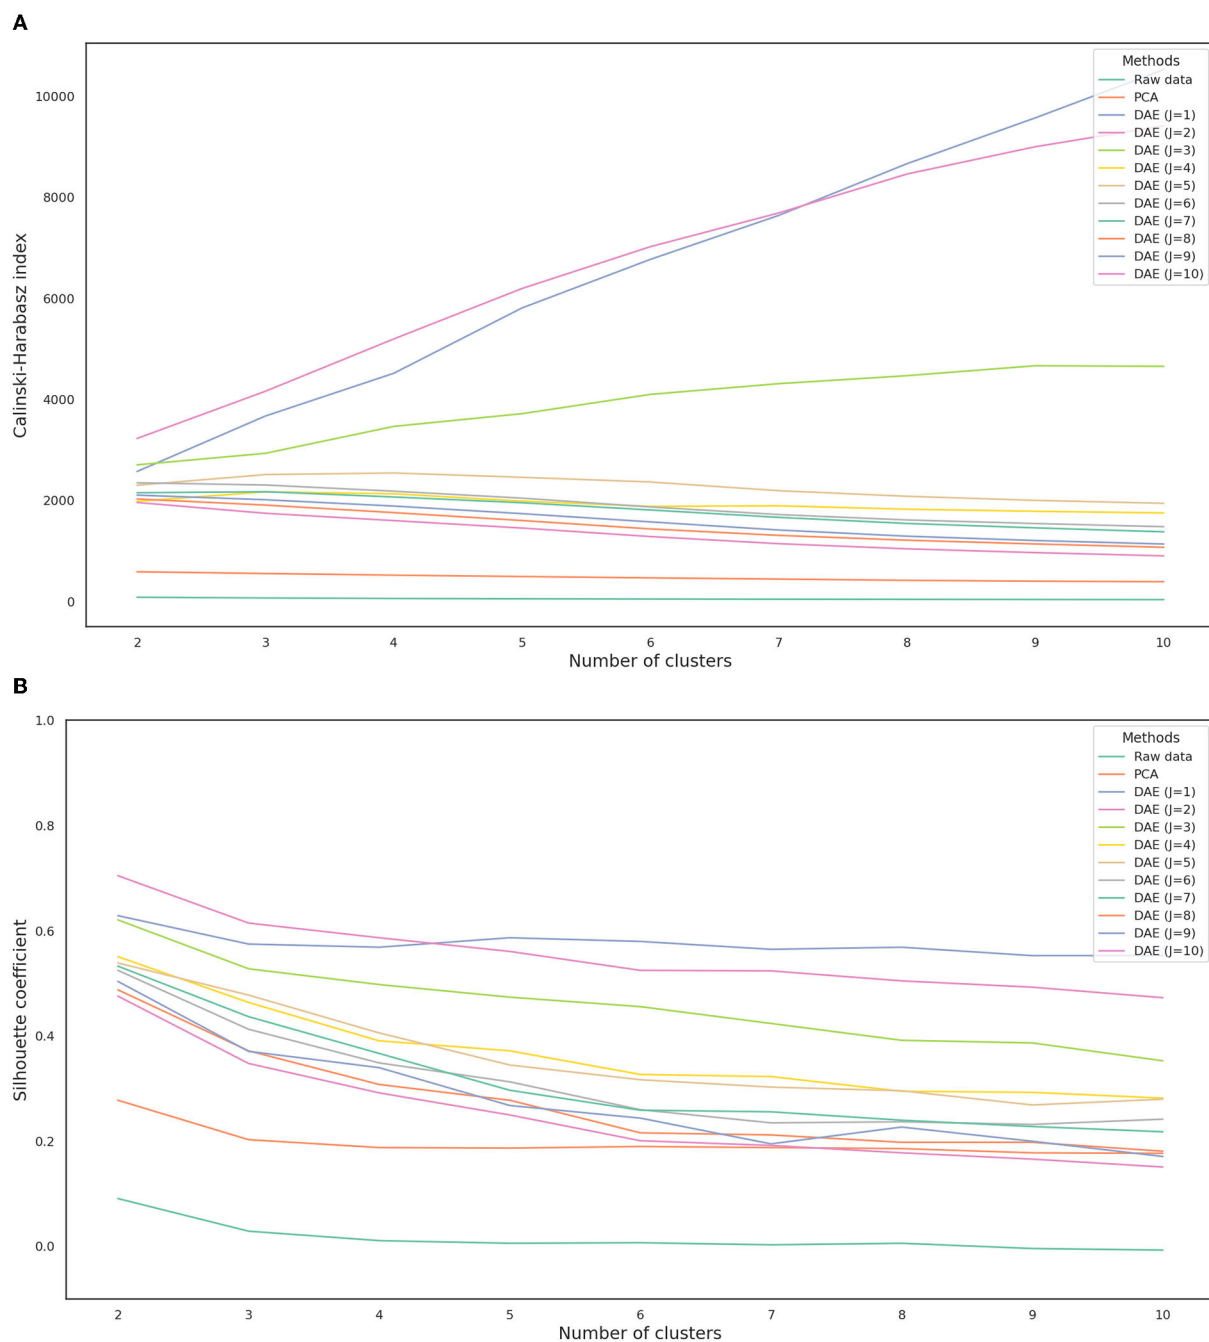 A
Calinski-Harabasz index
10000
8000
6000
4000
2000
0
Methods
Raw data
PCA
DAE (J=1)
DAE (J=2)
DAE (J=3)
DAE (J=4)
DAE (J=5)
DAE (J=6)
DAE (J=7)
DAE (J=8)
DAE (J=9)
DAE (J=10)
2 3 4 5 6 7 8 9 10
Number of clusters
B
Silhouette coefficient
1.0
0.8
0.6
0.4
0.2
0.0
Methods
Raw data
PCA
DAE (J=1)
DAE (J=2)
DAE (J=3)
DAE (J=4)
DAE (J=5)
DAE (J=6)
DAE (J=7)
DAE (J=8)
DAE (J=9)
DAE (J=10)
2 3 4 5 6 7 8 9 10
Number of clusters